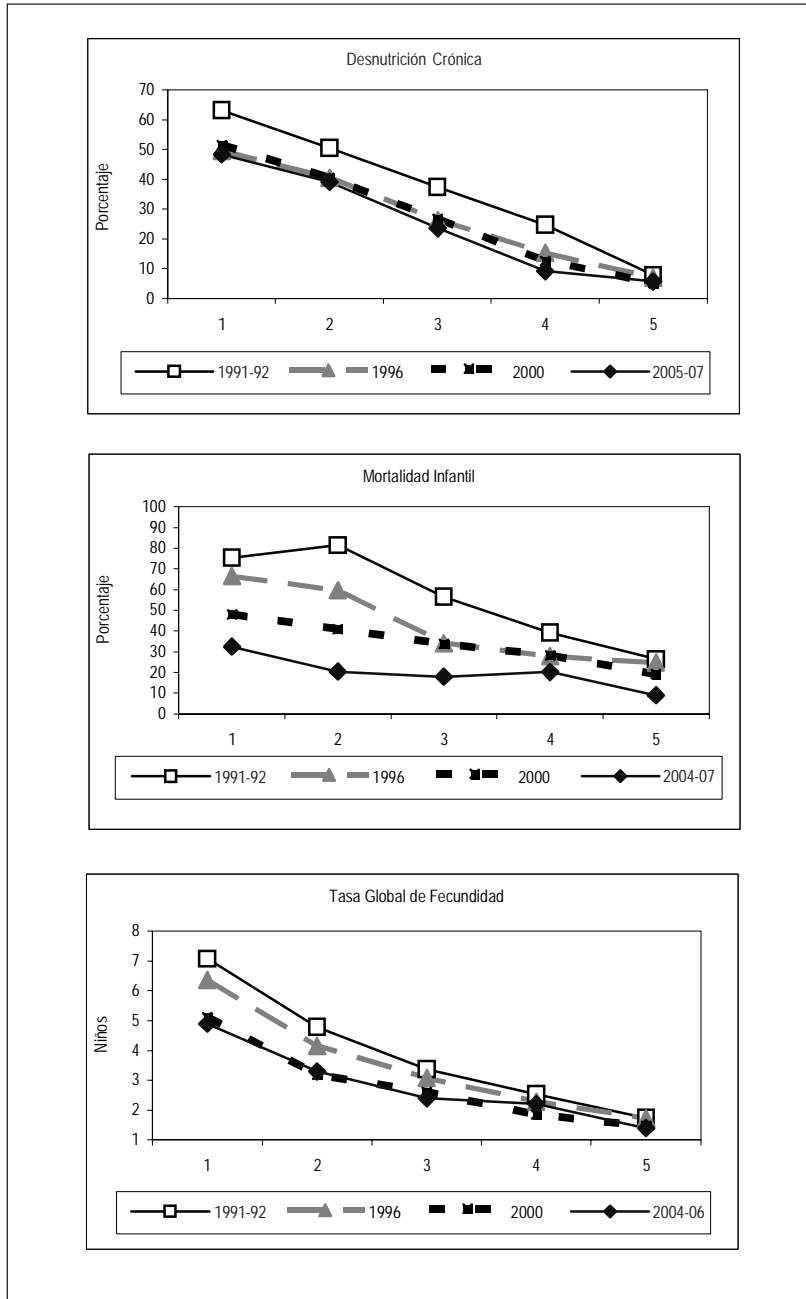 Desnutrición Crónica
70
60
50
40
30
20
10
0
Porcentaje
1 2 3 4 5
1991-92 1996 2000 2005-07
Mortalidad Infantil
100
90
80
70
60
50
40
30
20
10
0
Porcentaje
1 2 3 4 5
1991-92 1996 2000 2004-07
Tasa Global de Fecundidad
8
7
6
5
4
3
2
1
Niños
1 2 3 4 5
1991-92 1996 2000 2004-06